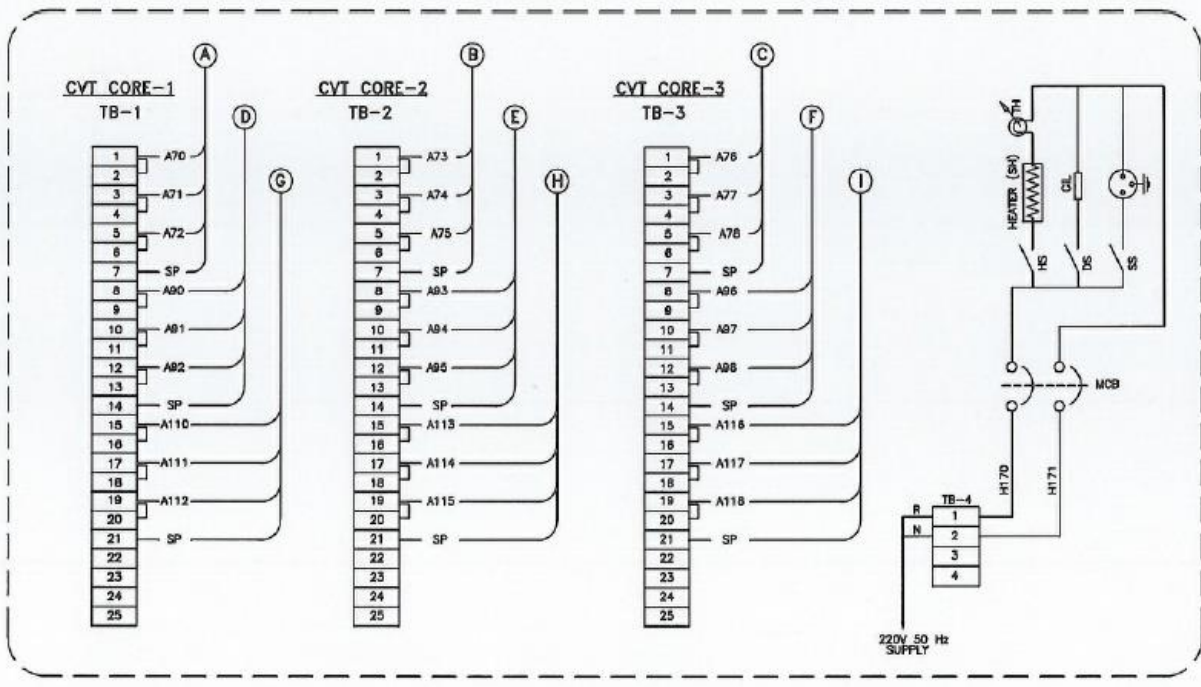 A
CVT CORE-1
TB-1
D
G
1 A70
2
3 A71
4
5 A72
6
7 SP
8 A90
9
10 A91
11
12 A92
13
14 SP
15 A110
16
17 A111
18
19 A112
20
21 SP
22
23
24
25
B
CVT CORE-2
TB-2
E
H
1 A73
2
3 A74
4
5 A75
6
7 SP
8 A93
9
10 A94
11
12 A95
13
14 SP
15 A113
16
17 A114
18
19 A115
20
21 SP
22
23
24
25
C
CVT CORE-3
TB-3
F
I
1 A76
2
3 A77
4
5 A78
6
7 SP
8 A96
9
10 A97
11
12 A98
13
14 SP
15 A116
16
17 A117
18
19 A118
20
21 SP
22
23
24
25
TH
HEATER (SH)
CIL
HS
DS
SS
MCB
H170
H171
TB-4
R 1
N 2
3
4
220V 50 Hz
SUPPLY